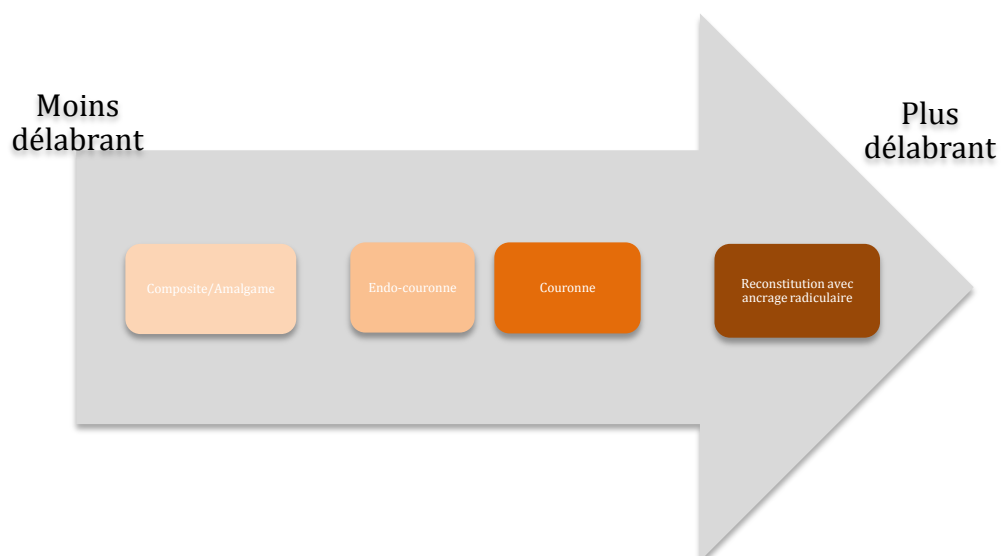 Moins
délabrant
Plus
délabrant
Composite/Amalgame
Endo-couronne
Couronne
Reconstitution avec
ancrage radiculaire